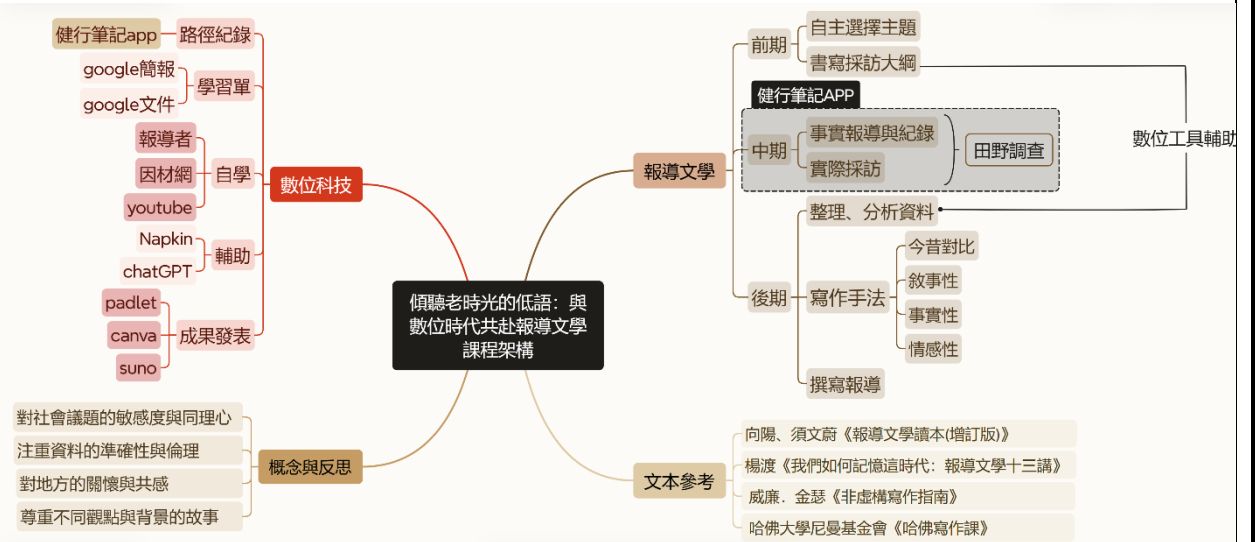 傾聽老時光的低語：與
數位時代共赴報導文學
課程架構
數位科技
路徑紀錄
健行筆記app
學習單
google簡報
google文件
自學
報導者
因材網
youtube
輔助
Napkin
chatGPT
成果發表
padlet
canva
suno
概念與反思
對社會議題的敏感度與同理心
注重資料的準確性與倫理
對地方的關懷與共感
尊重不同觀點與背景的故事
報導文學
前期
自主選擇主題
書寫採訪大綱
健行筆記APP
中期
事實報導與紀錄
實際採訪
田野調查
數位工具輔助
後期
整理、分析資料
寫作手法
今昔對比
敘事性
事實性
情感性
撰寫報導
文本參考
向陽、須文蔚《報導文學讀本(增訂版)》
楊渡《我們如何記憶這時代：報導文學十三講》
威廉．金瑟《非虛構寫作指南》
哈佛大學尼曼基金會《哈佛寫作課》